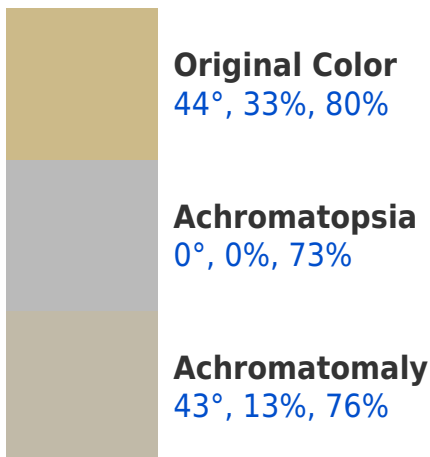 Original Color
44°, 33%, 80%
Achromatopsia
0°, 0%, 73%
Achromatomaly
43°, 13%, 76%